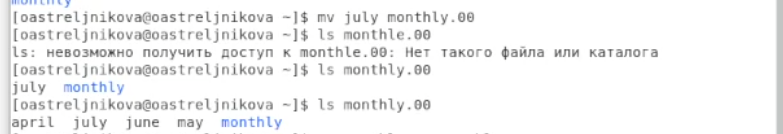 monthly
[oastreljnikova@oastreljnikova ~]$ mv july monthly.00
[oastreljnikova@oastreljnikova ~]$ ls monthle.00
ls: невозможно получить доступ к monthle.00: Нет такого файла или каталога
[oastreljnikova@oastreljnikova ~]$ ls monthly.00
july monthly
[oastreljnikova@oastreljnikova ~]$ ls monthly.00
april july june may monthly